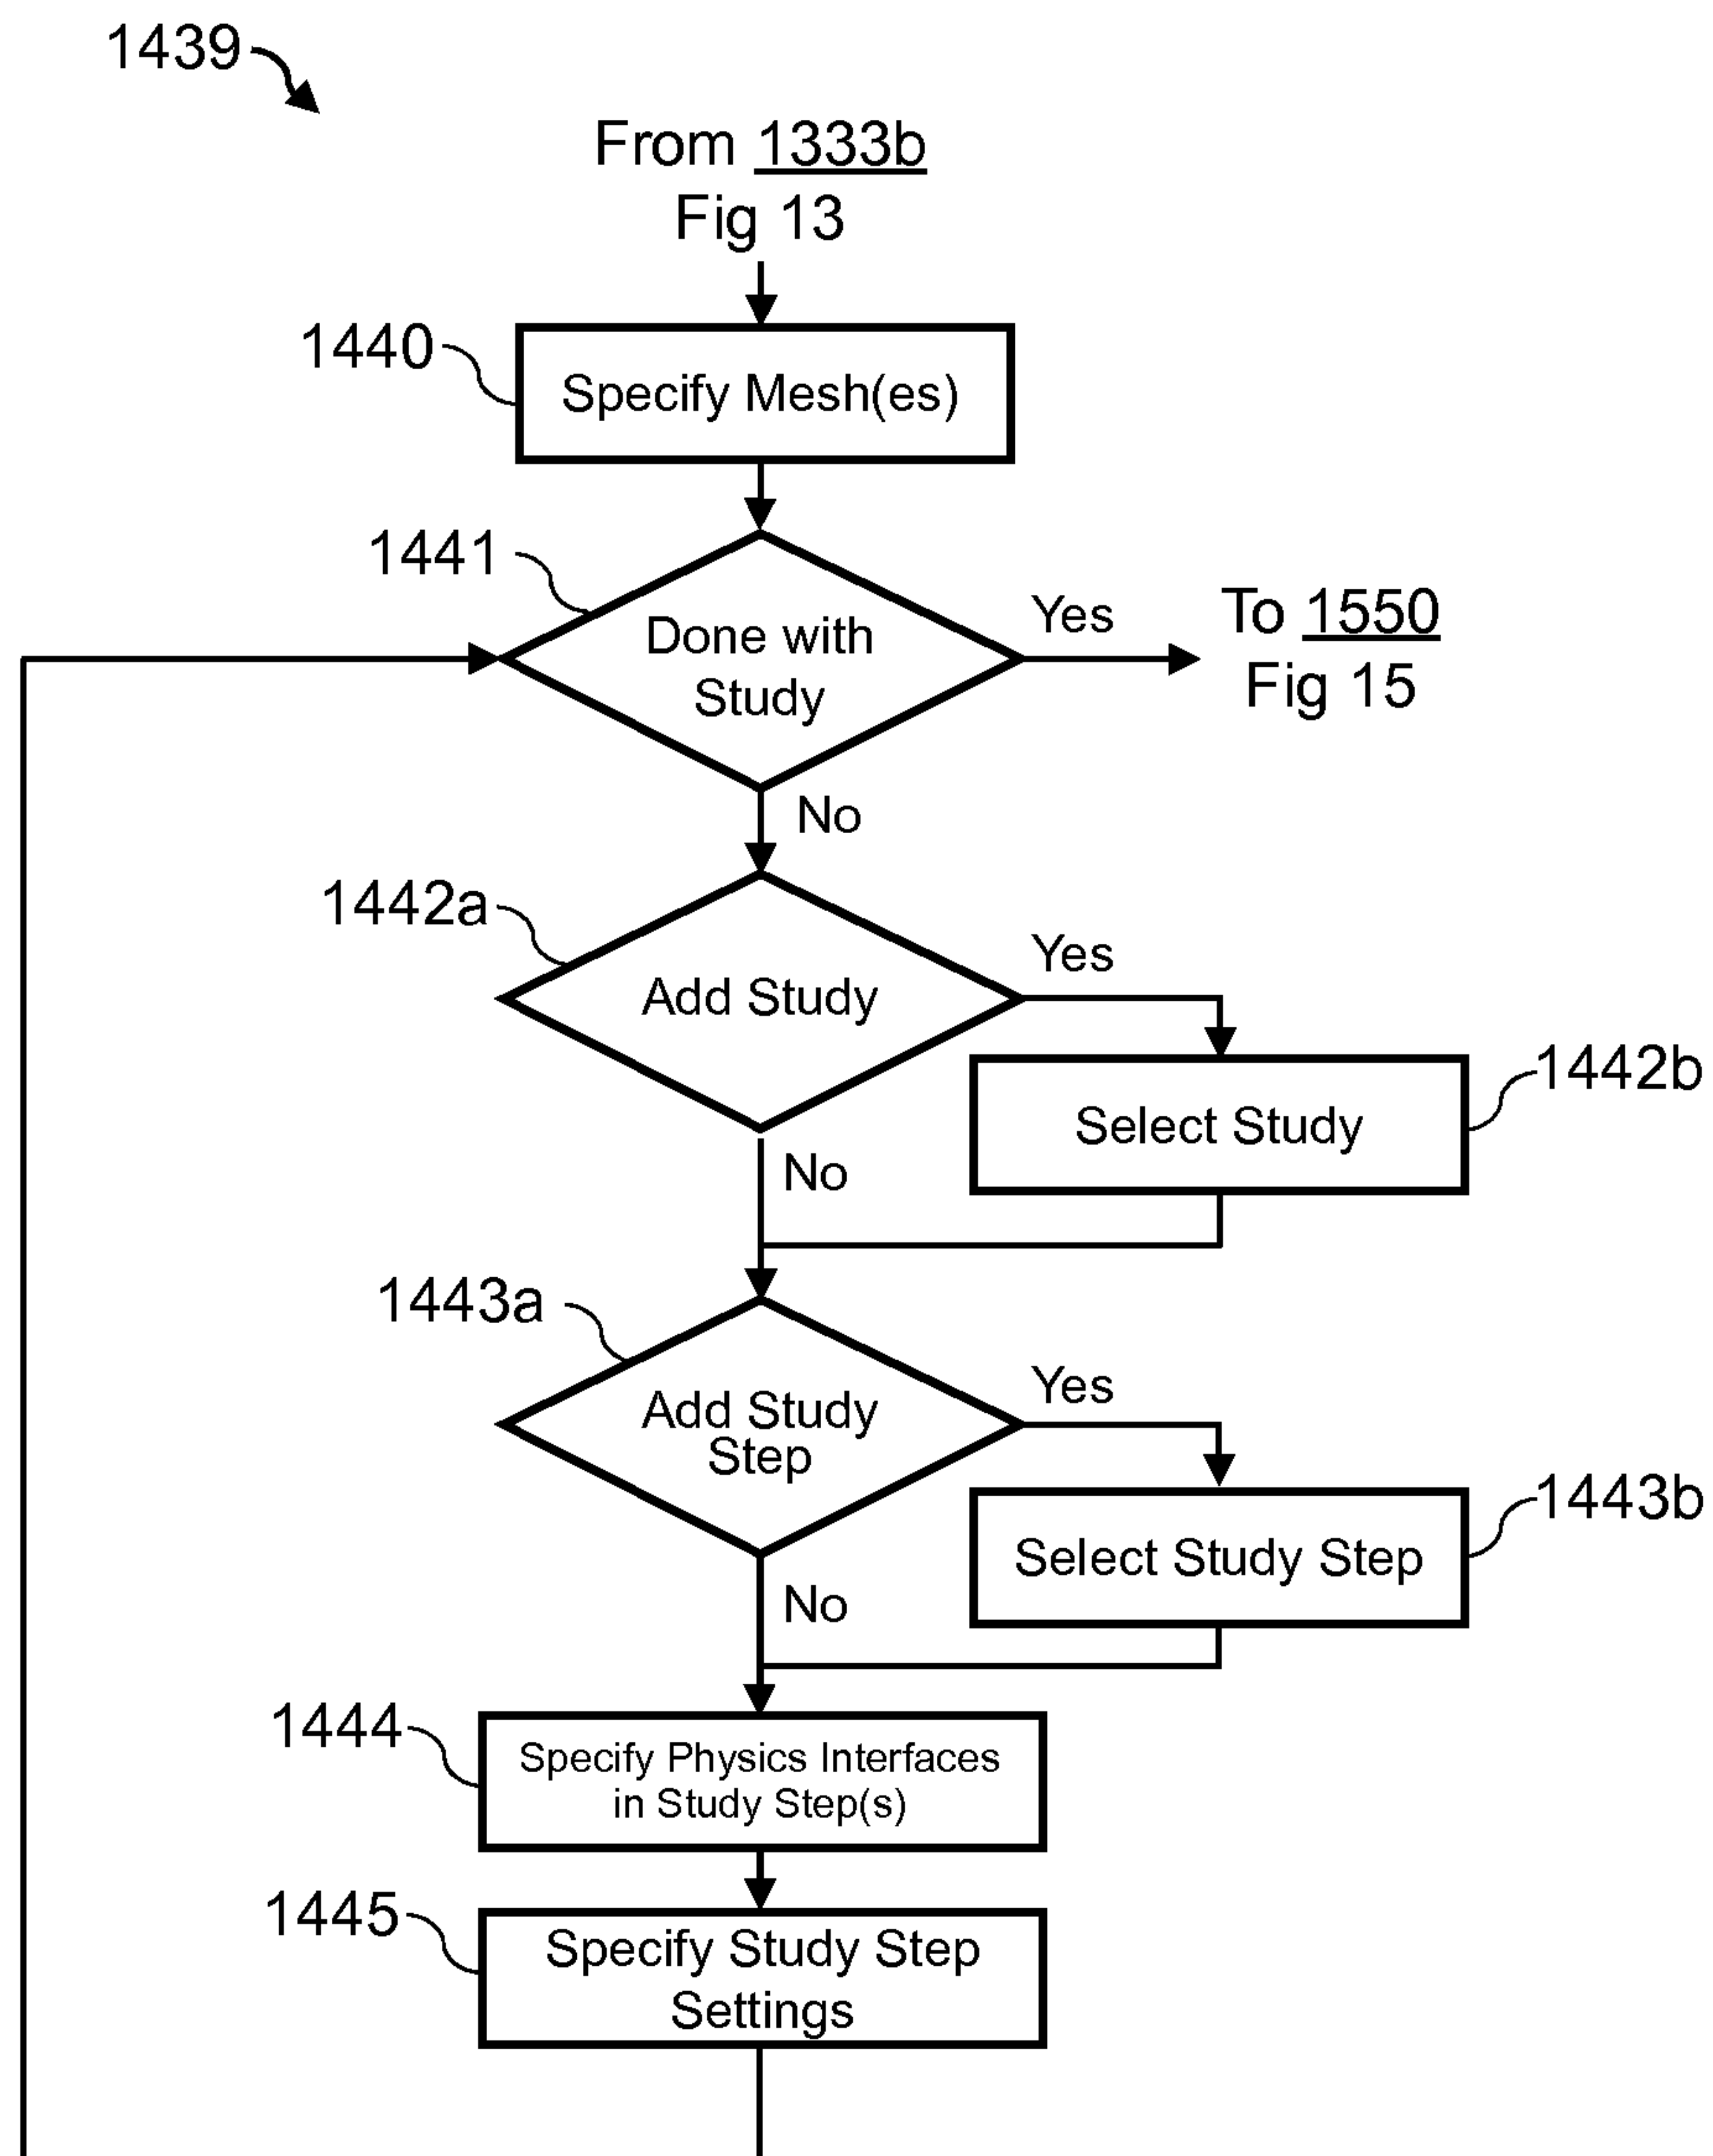 1439
From 1333b
Fig 13
1440
Specify Mesh(es)
1441
Done with
Study
Yes
To 1550
Fig 15
No
1442a
Add Study
Yes
1442b
Select Study
No
1443a
Add Study
Step
Yes
1443b
Select Study Step
No
1444
Specify Physics Interfaces
in Study Step(s)
1445
Specify Study Step
Settings